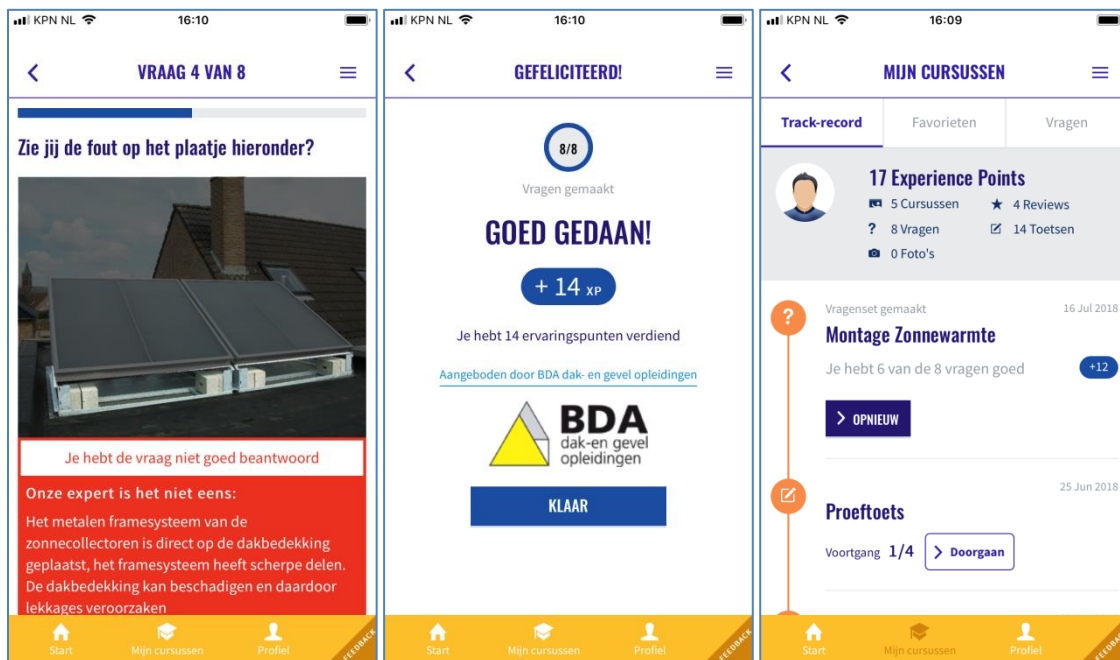 KPN NL 16:10
VRAAG 4 VAN 8
Zie jij de fout op het plaatje hieronder?
Je hebt de vraag niet goed beantwoord
Onze expert is het niet eens:
Het metalen framesysteem van de
zonnecollectoren is direct op de dakbedekking
geplaatst, het framesysteem heeft scherpe delen.
De dakbedekking kan beschadigen en daardoor
lekkages veroorzaken
Start Mijn cursussen Profiel FEEDBACK
KPN NL 16:10
GEFELICITEERD!
8/8
Vragen gemaakt
GOED GEDAAN!
+ 14 XP
Je hebt 14 ervaringspunten verdiend
Aangeboden door BDA dak- en gevel opleidingen
BDA
dak-en gevel
opleidingen
KLAAR
Start Mijn cursussen Profiel FEEDBACK
KPN NL 16:09
MIJN CURSUSSEN
Track-record Favorieten Vragen
17 Experience Points
5 Cursussen 4 Reviews
? 8 Vragen 14 Toetsen
0 Foto's
? Vragenset gemaakt 16 Jul 2018
Montage Zonnewarmte
Je hebt 6 van de 8 vragen goed +12
> OPNIEUW
25 Jun 2018
Proeftoets
Voortgang 1/4 > Doorgaan
Start Mijn cursussen Profiel FEEDBACK